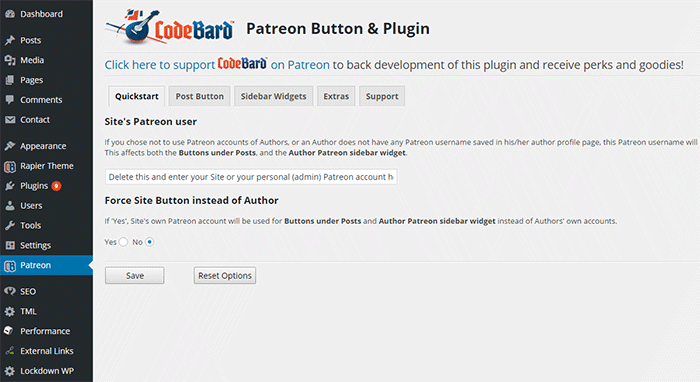 Dashboard
Posts
Media
Pages
Comments
Contact
Appearance
Rapier Theme
Plugins 9
Users
Tools
Settings
Patreon
SEO
TML
Performance
External Links
Lockdown WP
CodeBard Patreon Button & Plugin
Click here to support CodeBard on Patreon to back development of this plugin and receive perks and goodies!
Quickstart Post Button Sidebar Widgets Extras Support
Site's Patreon user
If you chose not to use Patreon accounts of Authors, or an Author does not have any Patreon username saved in his/her author profile page, this Patreon username will
This affects both the Buttons under Posts, and the Author Patreon sidebar widget.
Delete this and enter your Site or your personal (admin) Patreon account h
Force Site Button instead of Author
If 'Yes', Site's own Patreon account will be used for Buttons under Posts and Author Patreon sidebar widget instead of Authors' own accounts.
Yes No
Save Reset Options